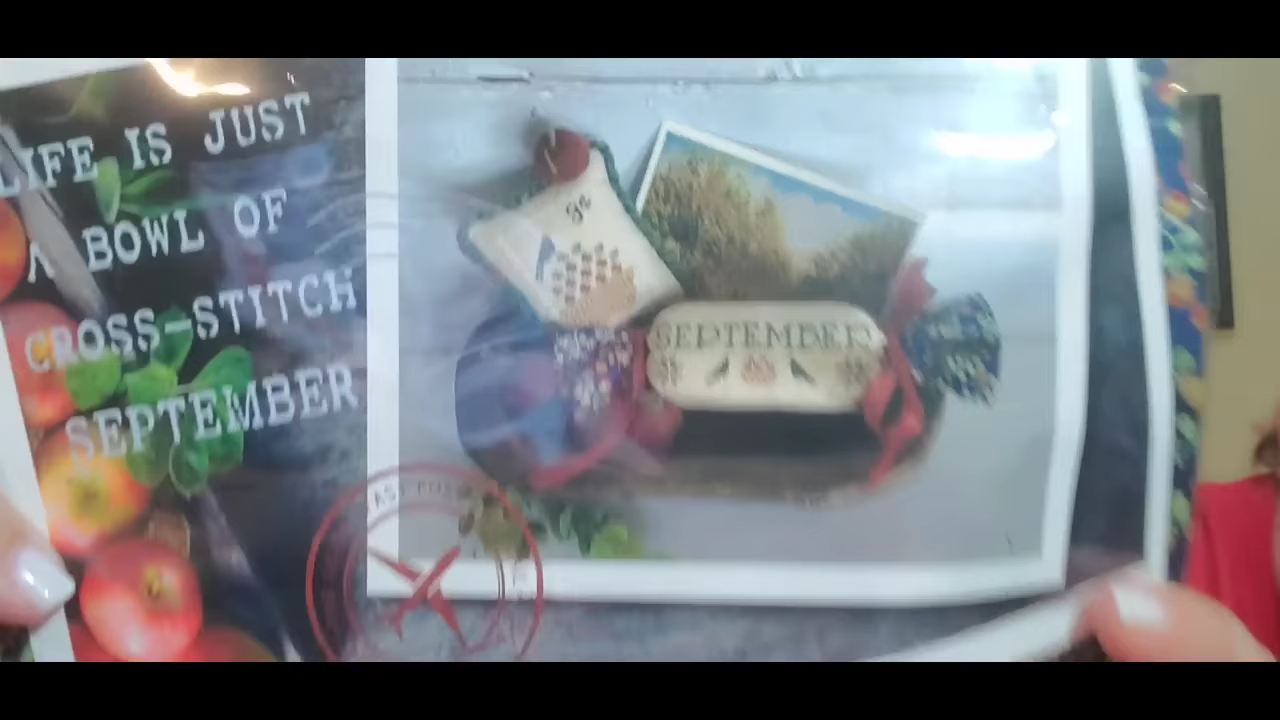 LIFE IS JUST
A BOWL OF
CROSS-STITCH
SEPTEMBER
SEPTEMBER